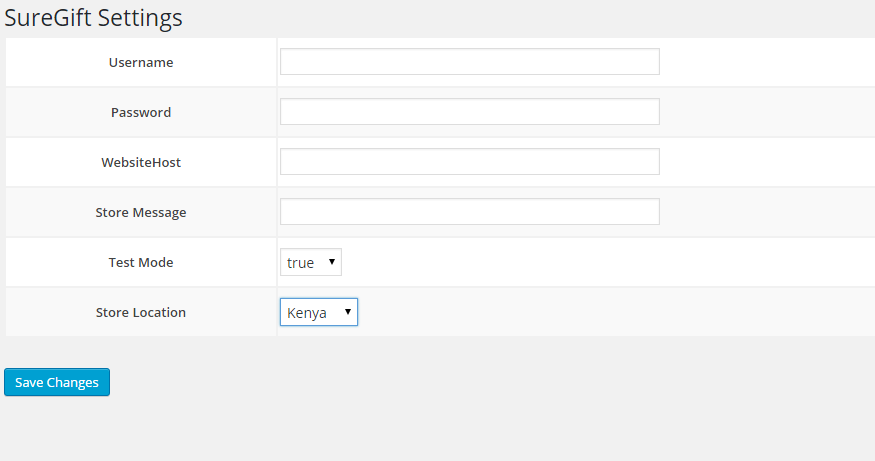 SureGift Settings
Username
Password
WebsiteHost
Store Message
Test Mode true
Store Location Kenya
Save Changes